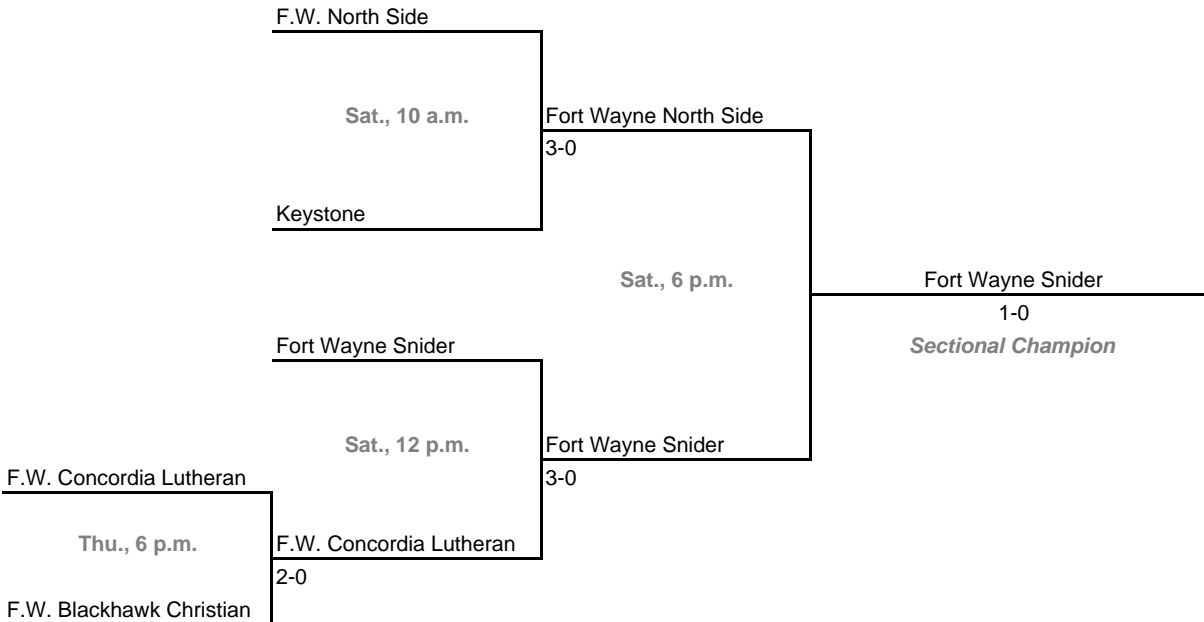 F.W. North Side
Sat., 10 a.m.
Fort Wayne North Side
3-0
Keystone
Sat., 6 p.m.
Fort Wayne Snider
1-0
Sectional Champion
Fort Wayne Snider
Sat., 12 p.m.
Fort Wayne Snider
3-0
F.W. Concordia Lutheran
Thu., 6 p.m.
F.W. Concordia Lutheran
2-0
F.W. Blackhawk Christian